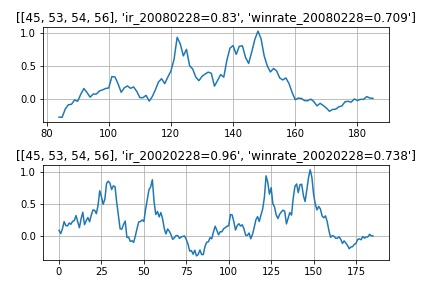 [[45, 53, 54, 56], 'ir_20080228=0.83', 'winrate_20080228=0.709']
1.0
0.5
0.0
80 100 120 140 160 180
[[45, 53, 54, 56], 'ir_20020228=0.96', 'winrate_20020228=0.738']
1.0
0.5
0.0
0 25 50 75 100 125 150 175